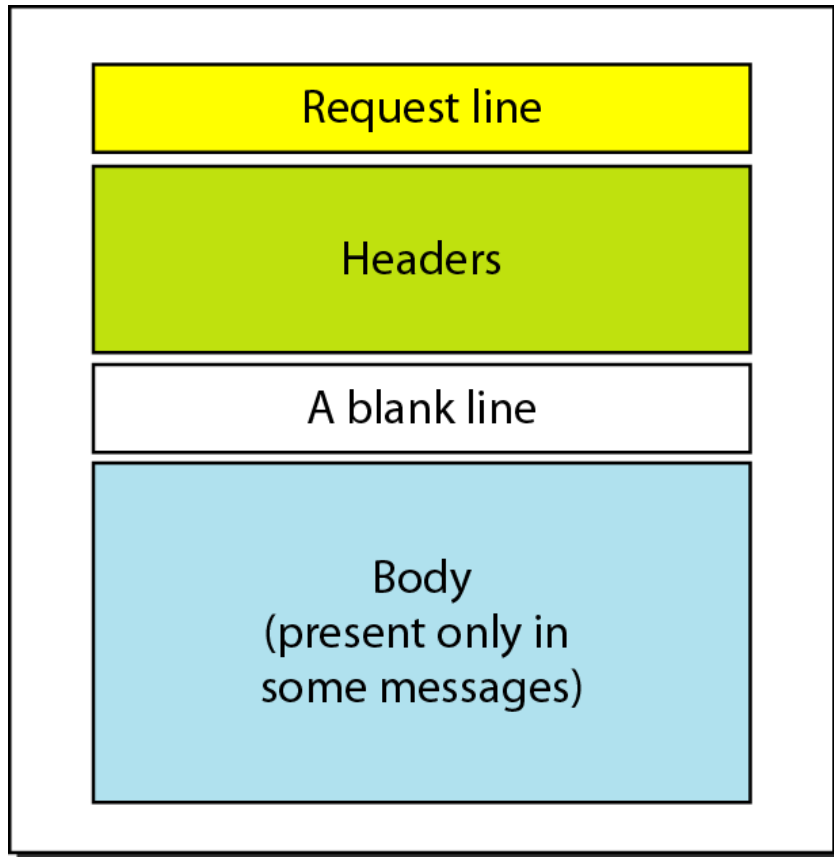 Request line
Headers
A blank line
Body
(present only in
some messages)